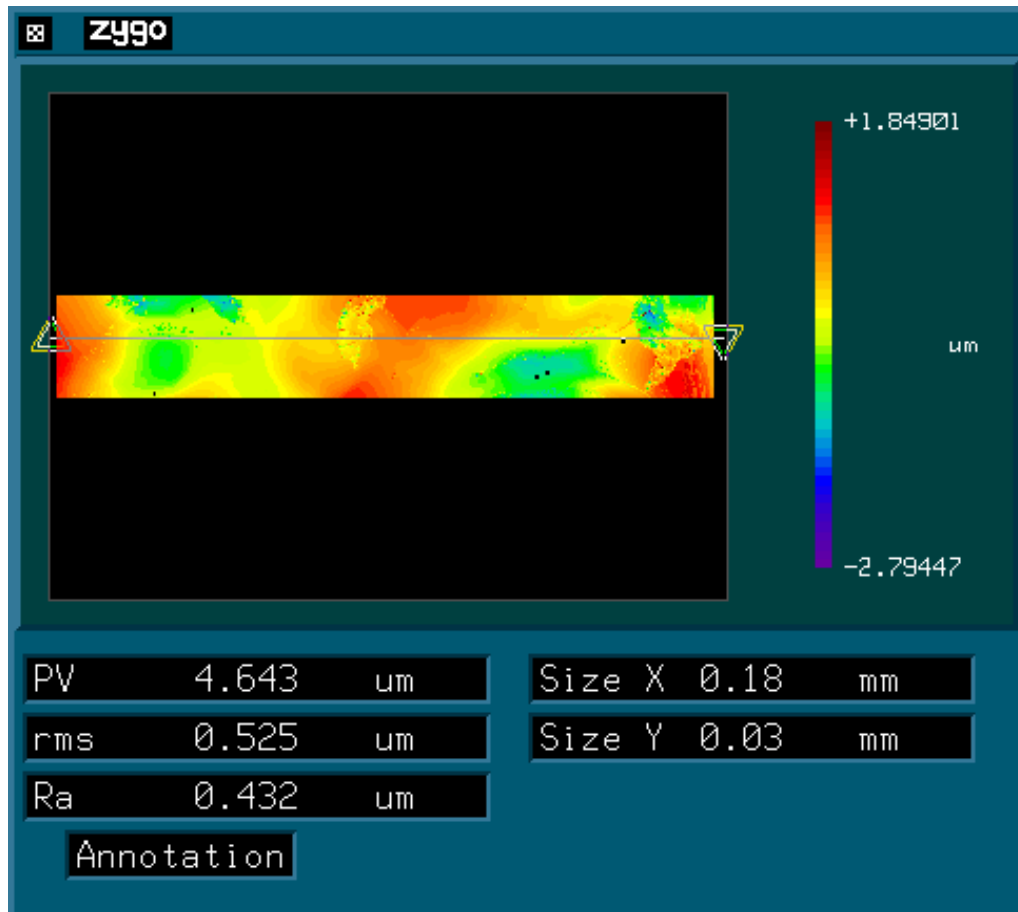 zygo
+1.84901
um
-2.79447
PV 4.643 um
Size X 0.18 mm
rms 0.525 um
Size Y 0.03 mm
Ra 0.432 um
Annotation